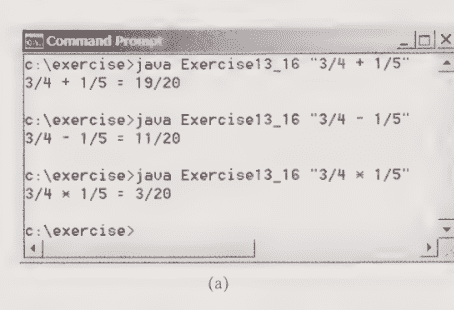 Command Prompt
c:\exercise>java Exercise13_16 "3/4 + 1/5"
3/4 + 1/5 = 19/20
c:\exercise>java Exercise13_16 "3/4 - 1/5"
3/4 - 1/5 = 11/20
c:\exercise>java Exercise13_16 "3/4 * 1/5"
3/4 * 1/5 = 3/20
c:\exercise>
(a)